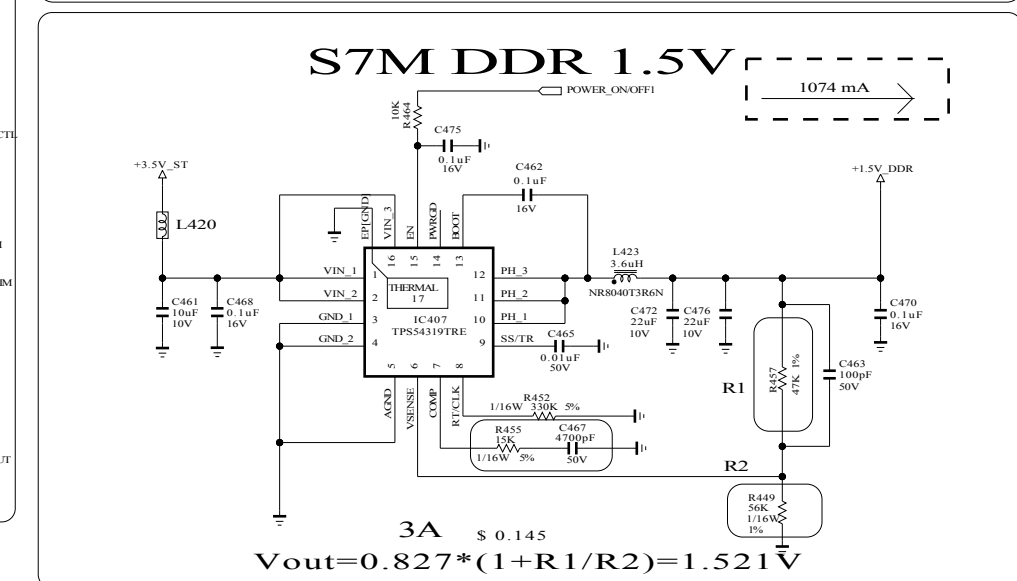 S7M DDR 1.5V
1074 mA
POWER_ON/OFF1
10K
R464
C475
0.1uF
16V
+3.5V_ST
L420
C462
0.1uF
16V
+1.5V_DDR
CTL
EP[GND]
VIN_3
EN
PWRGD
BOOT
16
15
14
13
L423
3.6uH
NR8040T3R6N
IM
C461
10uF
10V
C468
0.1uF
16V
VIN_1
1
VIN_2
2
GND_1
3
GND_2
4
THERMAL
17
IC407
TPS54319TRE
12
PH_3
11
PH_2
10
PH_1
9
SS/TR
C465
0.01uF
50V
C472
22uF
10V
C476
22uF
10V
C470
0.1uF
16V
R1
R457
47K 1%
C463
100pF
50V
5
6
7
8
AGND
VSENSE
COMP
RT/CLK
R452
1/16W 330K 5%
R455
15K
1/16W 5%
C467
4700pF
50V
UT
R2
R449
56K
1/16W
1%
3A
$ 0.145
Vout=0.827*(1+R1/R2)=1.521V